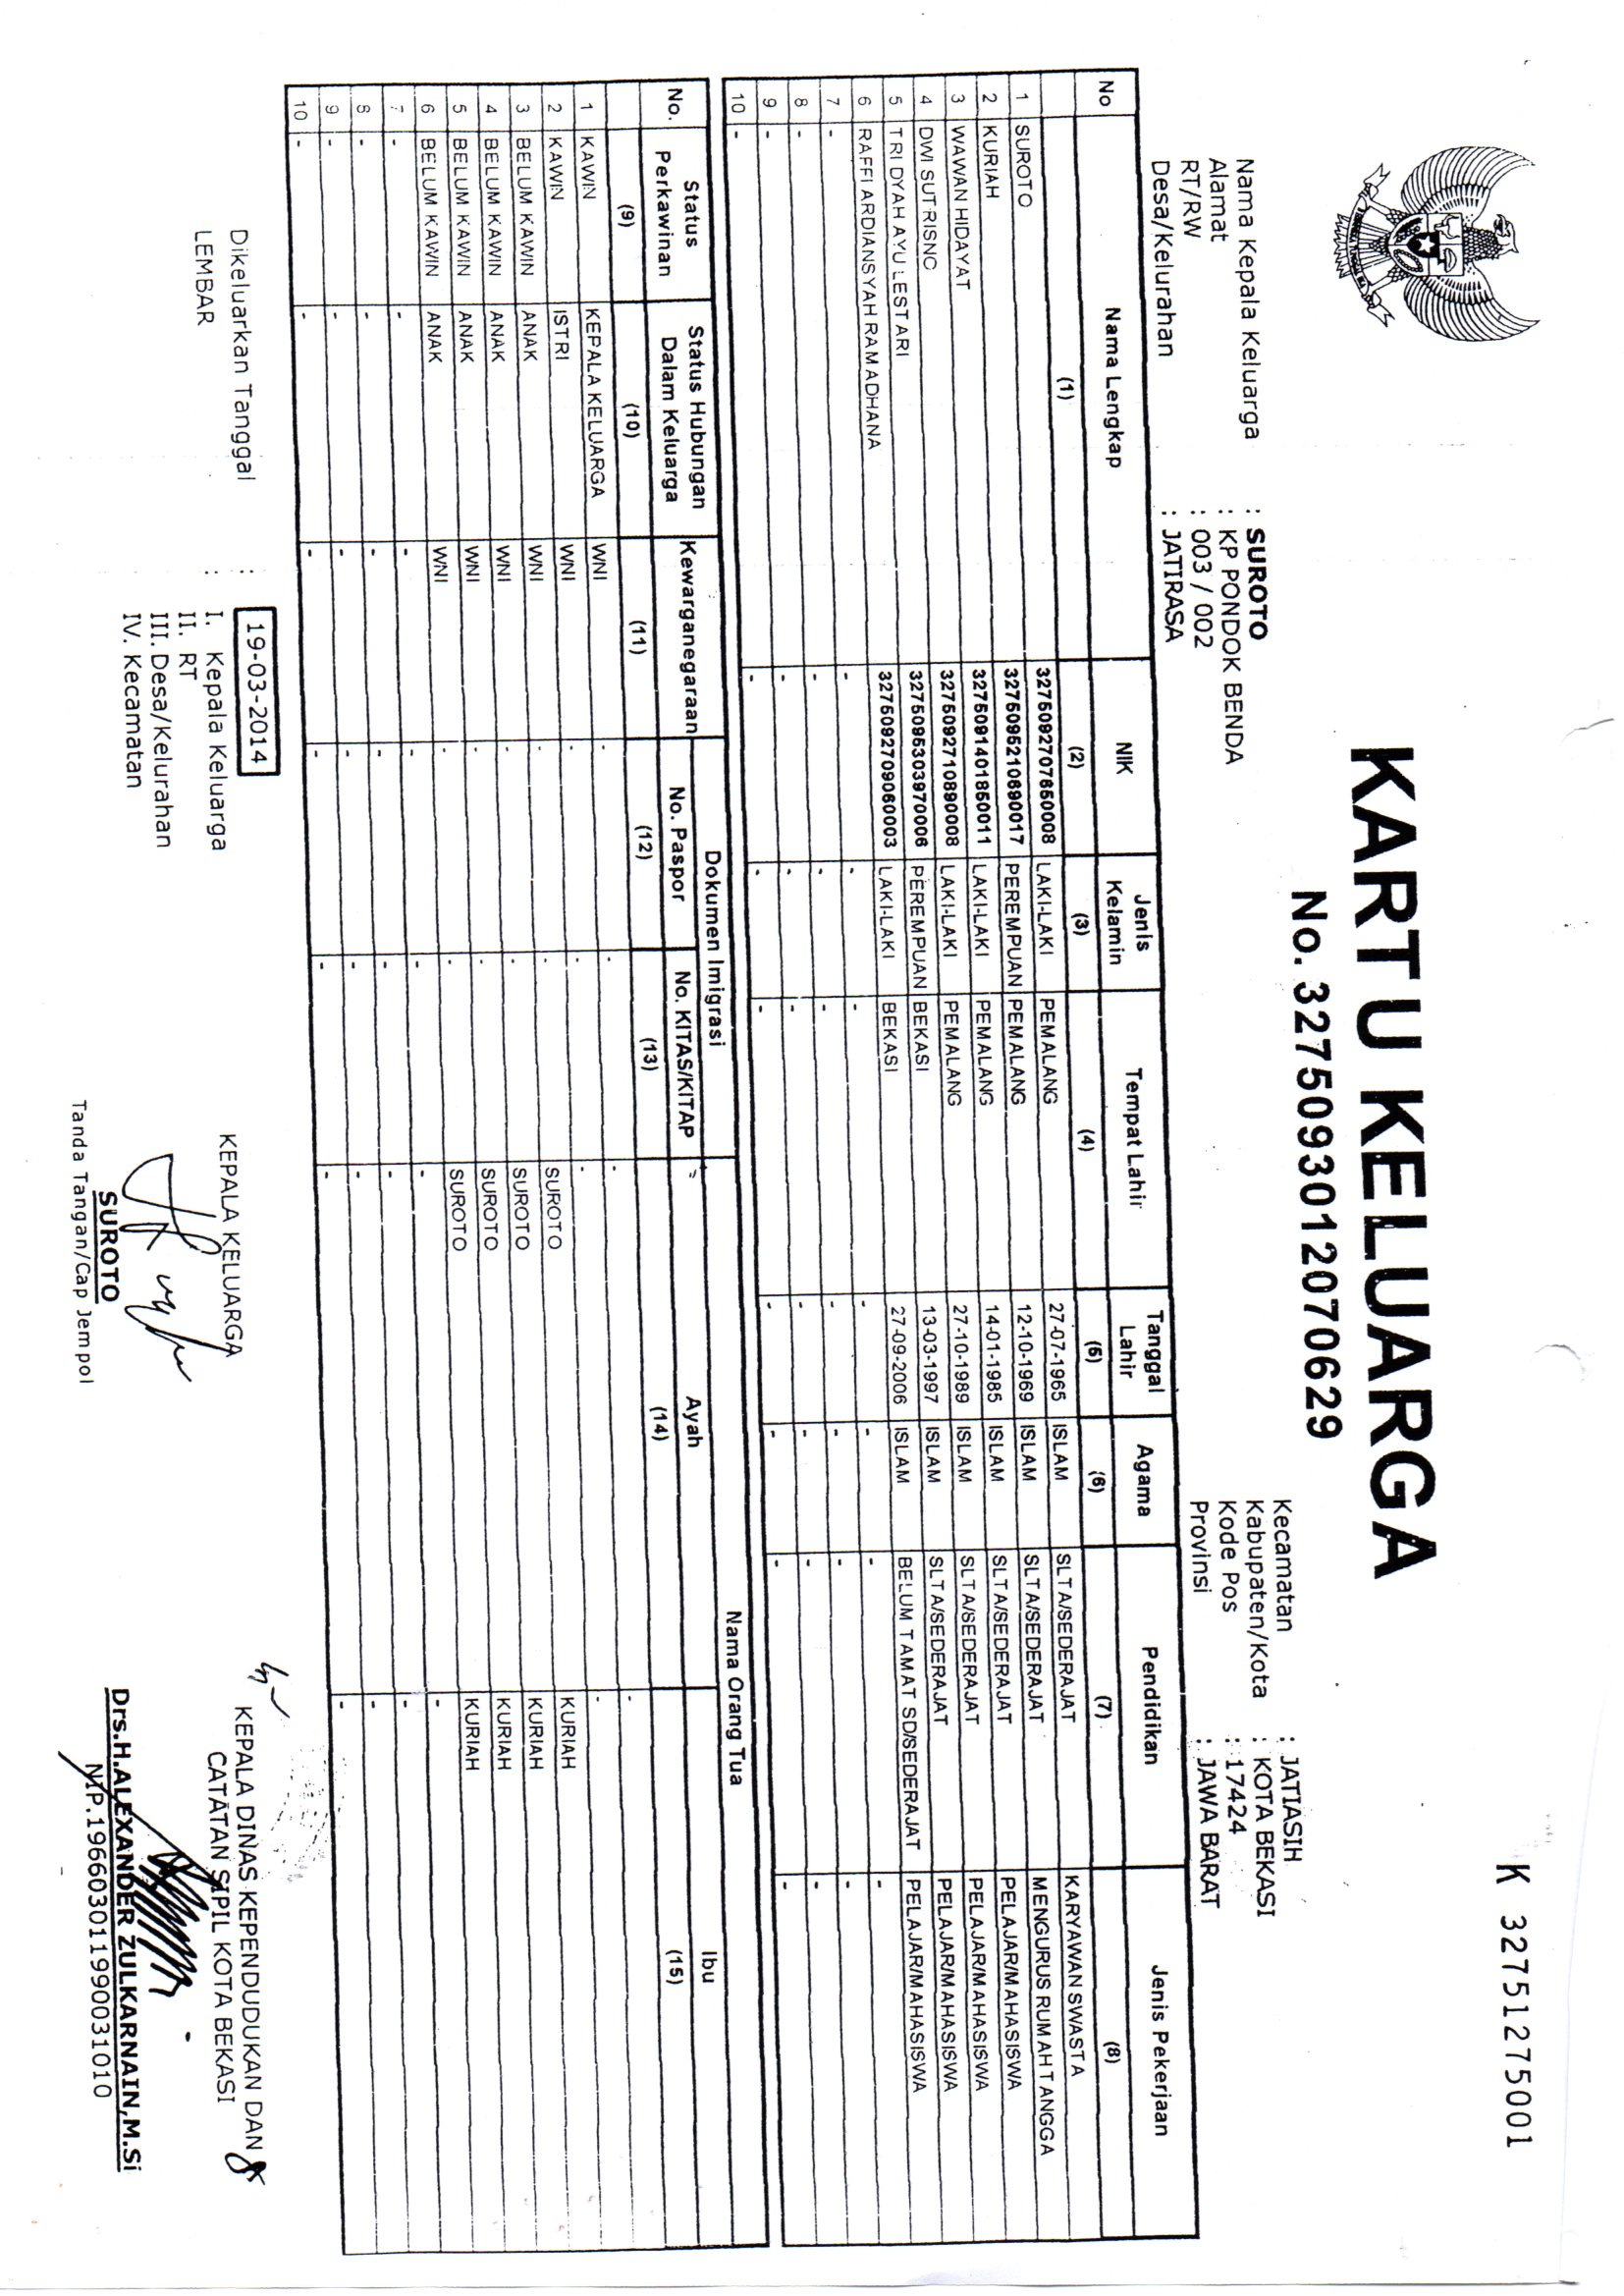 K 32751275001
KARTU KELUARGA
No. 3275093012070629
Nama Kepala Keluarga : SUROTO
Alamat : KP PONDOK BENDA
RT/RW : 003 / 002
Desa/Kelurahan : JATIRASA
Kecamatan : JATIASIH
Kabupaten/Kota : KOTA BEKASI
Kode Pos : 17424
Provinsi : JAWA BARAT
No Nama Lengkap NIK Jenis Kelamin Tempat Lahir Tanggal Lahir Agama Pendidikan Jenis Pekerjaan
(1) (2) (3) (4) (5) (6) (7) (8)
1 SUROTO 3275092707650008 LAKI-LAKI PEMALANG 27-07-1965 ISLAM SLTA/SEDERAJAT KARYAWAN SWASTA
2 KURIAH 3275095210690017 PEREMPUAN PEMALANG 12-10-1969 ISLAM SLTA/SEDERAJAT MENGURUS RUMAH TANGGA
3 WAWAN HIDAYAT 3275091401850011 LAKI-LAKI PEMALANG 14-01-1985 ISLAM SLTA/SEDERAJAT PELAJAR/MAHASISWA
4 DWI SUTRISNO 3275092710890008 LAKI-LAKI PEMALANG 27-10-1989 ISLAM SLTA/SEDERAJAT PELAJAR/MAHASISWA
5 TRI DYAH AYU LESTARI 3275095303970006 PEREMPUAN BEKASI 13-03-1997 ISLAM SLTA/SEDERAJAT PELAJAR/MAHASISWA
6 RAFFI ARDIANSYAH RAMADHANA 3275092709060003 LAKI-LAKI BEKASI 27-09-2006 ISLAM BELUM TAMAT SD/SEDERAJAT PELAJAR/MAHASISWA
7 - - - - - - - -
8 - - - - - - - -
9 - - - - - - - -
10 - - - - - - - -
No. Status Perkawinan Status Hubungan Dalam Keluarga Kewarganegaraan Dokumen Imigrasi Nama Orang Tua
No. Paspor No. KITAS/KITAP Ayah Ibu
(9) (10) (11) (12) (13) (14) (15)
1 KAWIN KEPALA KELUARGA WNI - - - -
2 KAWIN ISTRI WNI - - - -
3 BELUM KAWIN ANAK WNI - - SUROTO KURIAH
4 BELUM KAWIN ANAK WNI - - SUROTO KURIAH
5 BELUM KAWIN ANAK WNI - - SUROTO KURIAH
6 BELUM KAWIN ANAK WNI - - SUROTO KURIAH
7 - - - - - - -
8 - - - - - - -
9 - - - - - - -
10 - - - - - - -
Dikeluarkan Tanggal : 19-03-2014
LEMBAR : I. Kepala Keluarga
II. RT
III. Desa/Kelurahan
IV. Kecamatan
KEPALA KELUARGA
SUROTO
Tanda Tangan/Cap Jempol
KEPALA DINAS KEPENDUDUKAN DAN
CATATAN SIPIL KOTA BEKASI
Drs.H.ALEXANDER ZULKARNAIN,M.Si
NIP.196603011990031010